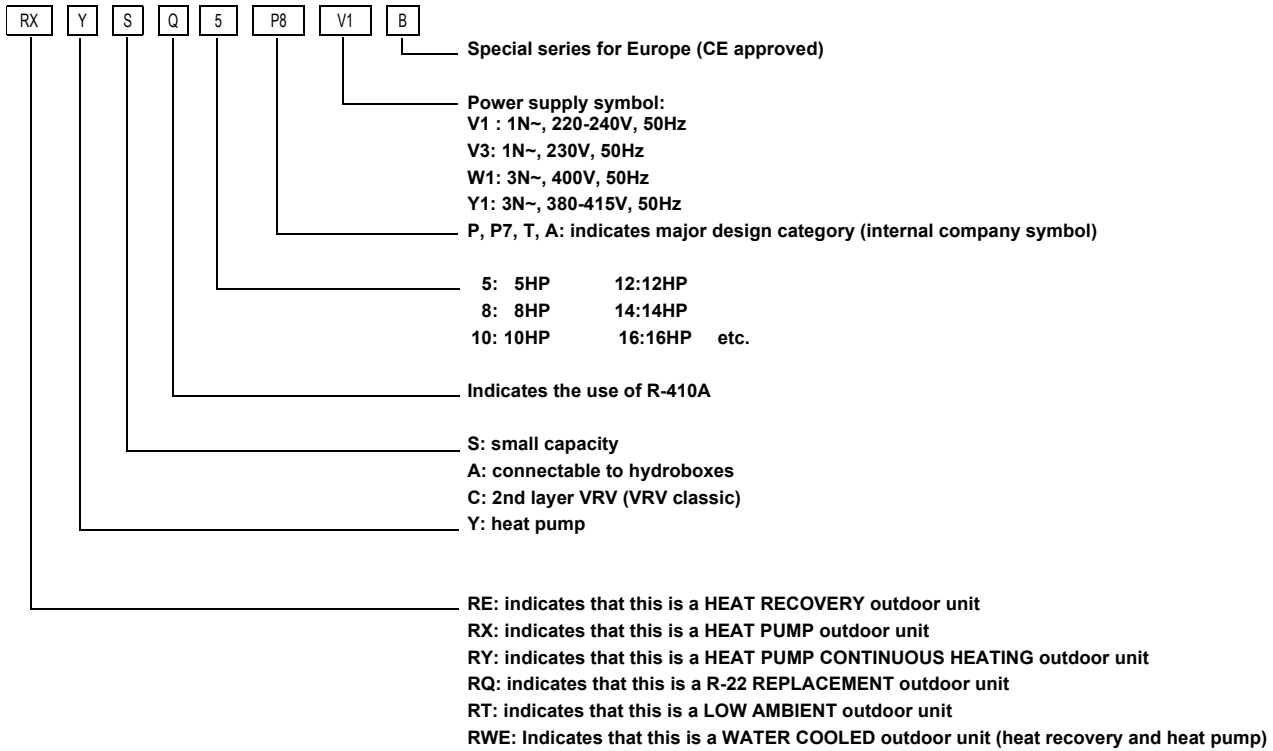 RX Y S Q 5 P8 V1 B
Special series for Europe (CE approved)
Power supply symbol:
V1 : 1N~, 220-240V, 50Hz
V3: 1N~, 230V, 50Hz
W1: 3N~, 400V, 50Hz
Y1: 3N~, 380-415V, 50Hz
P, P7, T, A: indicates major design category (internal company symbol)
5: 5HP 12:12HP
8: 8HP 14:14HP
10: 10HP 16:16HP etc.
Indicates the use of R-410A
S: small capacity
A: connectable to hydroboxes
C: 2nd layer VRV (VRV classic)
Y: heat pump
RE: indicates that this is a HEAT RECOVERY outdoor unit
RX: indicates that this is a HEAT PUMP outdoor unit
RY: indicates that this is a HEAT PUMP CONTINUOUS HEATING outdoor unit
RQ: indicates that this is a R-22 REPLACEMENT outdoor unit
RT: indicates that this is a LOW AMBIENT outdoor unit
RWE: Indicates that this is a WATER COOLED outdoor unit (heat recovery and heat pump)